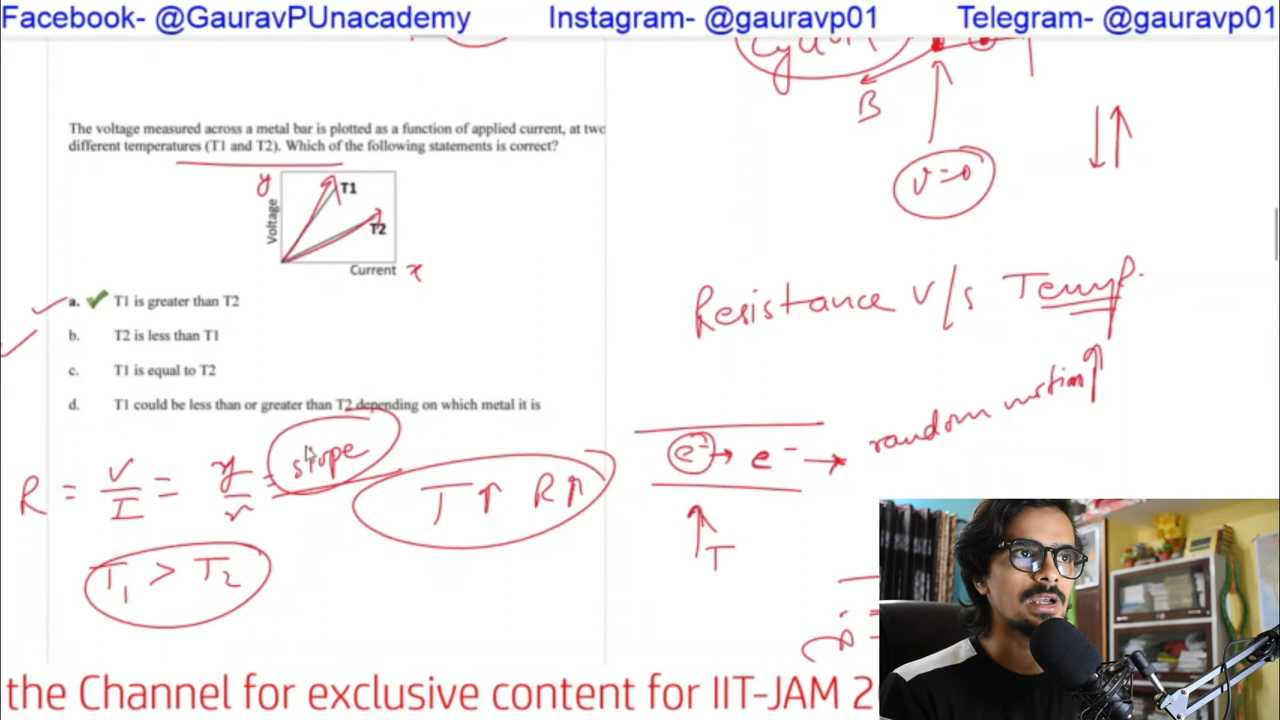 Facebook- @GauravPUnacademy Instagram- @gauravp01 Telegram- @gauravp01
B
v=0
The voltage measured across a metal bar is plotted as a function of applied current, at two
different temperatures (T1 and T2). Which of the following statements is correct?
y
Voltage
T1
T2
Current x
a. T1 is greater than T2
b. T2 is less than T1
c. T1 is equal to T2
d. T1 could be less than or greater than T2 depending on which metal it is
Resistance v/s Temp.
random motion ↑
e⁻ → e⁻ →
↑ T
R = V/I = y/x = slope
T↑ R↑
T₁ > T₂
the Channel for exclusive content for IIT-JAM 2